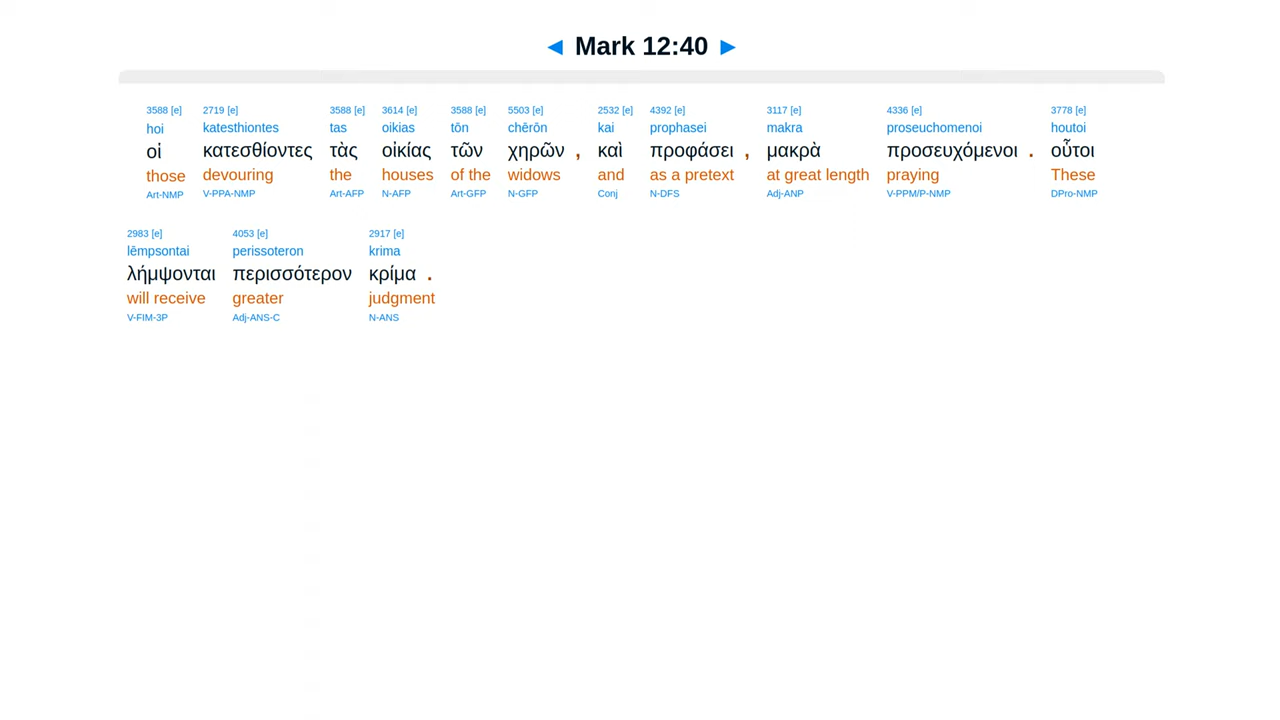 ◄ Mark 12:40 ►
3588 [e] 2719 [e] 3588 [e] 3614 [e] 3588 [e] 5503 [e] 2532 [e] 4392 [e] 3117 [e] 4336 [e] 3778 [e]
hoi katesthiontes tas oikias tōn chērōn kai prophasei makra proseuchomenoi houtoi
οἱ κατεσθίοντες τὰς οἰκίας τῶν χηρῶν , καὶ προφάσει , μακρὰ προσευχόμενοι . οὗτοι
those devouring the houses of the widows and as a pretext at great length praying These
Art-NMP V-PPA-NMP Art-AFP N-AFP Art-GFP N-GFP Conj N-DFS Adj-ANP V-PPM/P-NMP DPro-NMP
2983 [e] 4053 [e] 2917 [e]
lēmpsontai perissoteron krima
λήμψονται περισσότερον κρίμα .
will receive greater judgment
V-FIM-3P Adj-ANS-C N-ANS